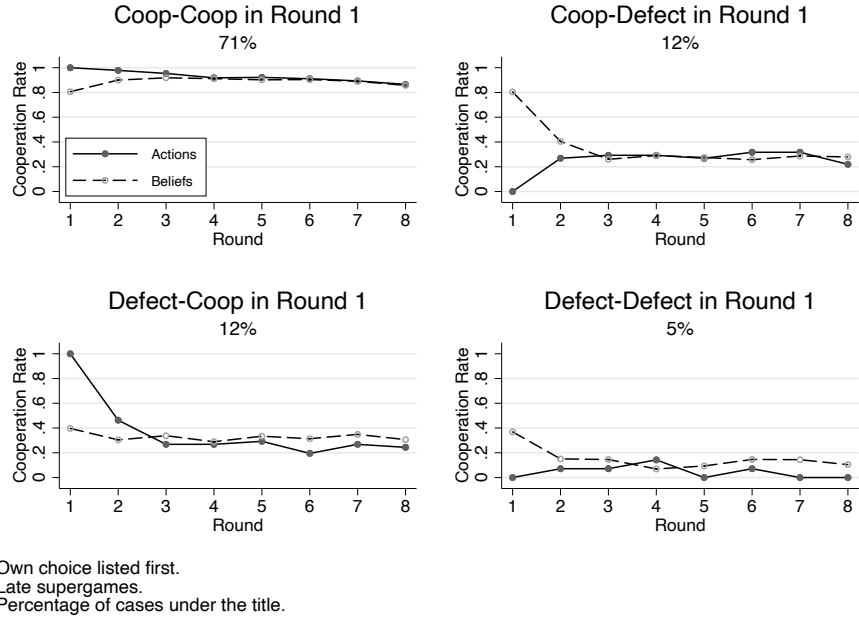 Coop-Coop in Round 1
71%
Cooperation Rate
0 .2 .4 .6 .8 1
Actions
Beliefs
1 2 3 4 5 6 7 8
Round
Coop-Defect in Round 1
12%
Cooperation Rate
0 .2 .4 .6 .8 1
1 2 3 4 5 6 7 8
Round
Defect-Coop in Round 1
12%
Cooperation Rate
0 .2 .4 .6 .8 1
1 2 3 4 5 6 7 8
Round
Defect-Defect in Round 1
5%
Cooperation Rate
0 .2 .4 .6 .8 1
1 2 3 4 5 6 7 8
Round
Own choice listed first.
Late supergames.
Percentage of cases under the title.